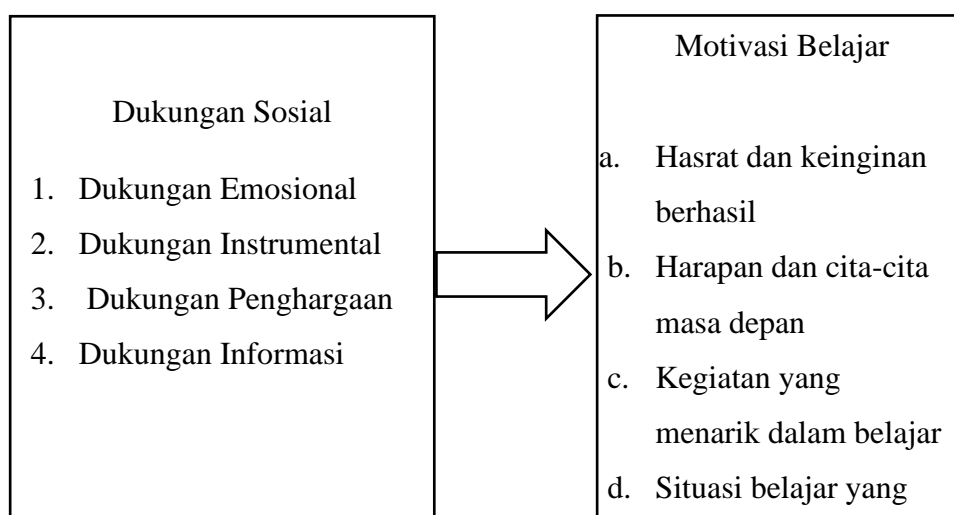 Dukungan Sosial
1. Dukungan Emosional
2. Dukungan Instrumental
3. Dukungan Penghargaan
4. Dukungan Informasi
Motivasi Belajar
a. Hasrat dan keinginan
berhasil
b. Harapan dan cita-cita
masa depan
c. Kegiatan yang
menarik dalam belajar
d. Situasi belajar yang